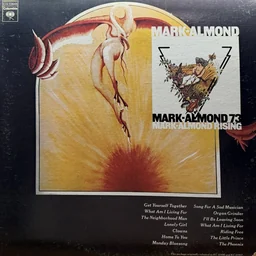 MARK-ALMOND
MARK-ALMOND 73
MARK-ALMOND RISING
Get Yourself Together
What Am I Living For
The Neighborhood Man
Lonely Girl
Clowns
Home To You
Monday Bluesong
Song For A Sad Musician
Organ Grinder
I'll Be Leaving Soon
What Am I Living For
Riding Free
The Little Prince
The Phoenix